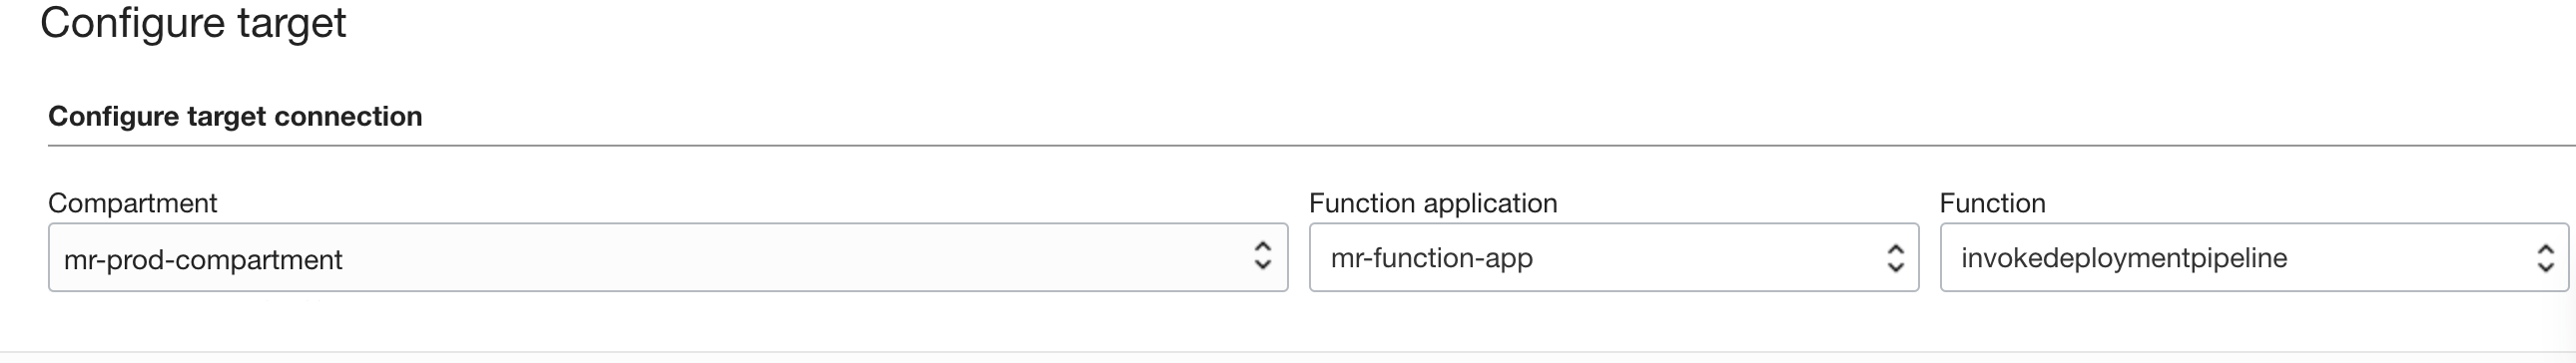 Configure target
Configure target connection
Compartment
Function application
Function
mr-prod-compartment
mr-function-app
invokedeploymentpipeline